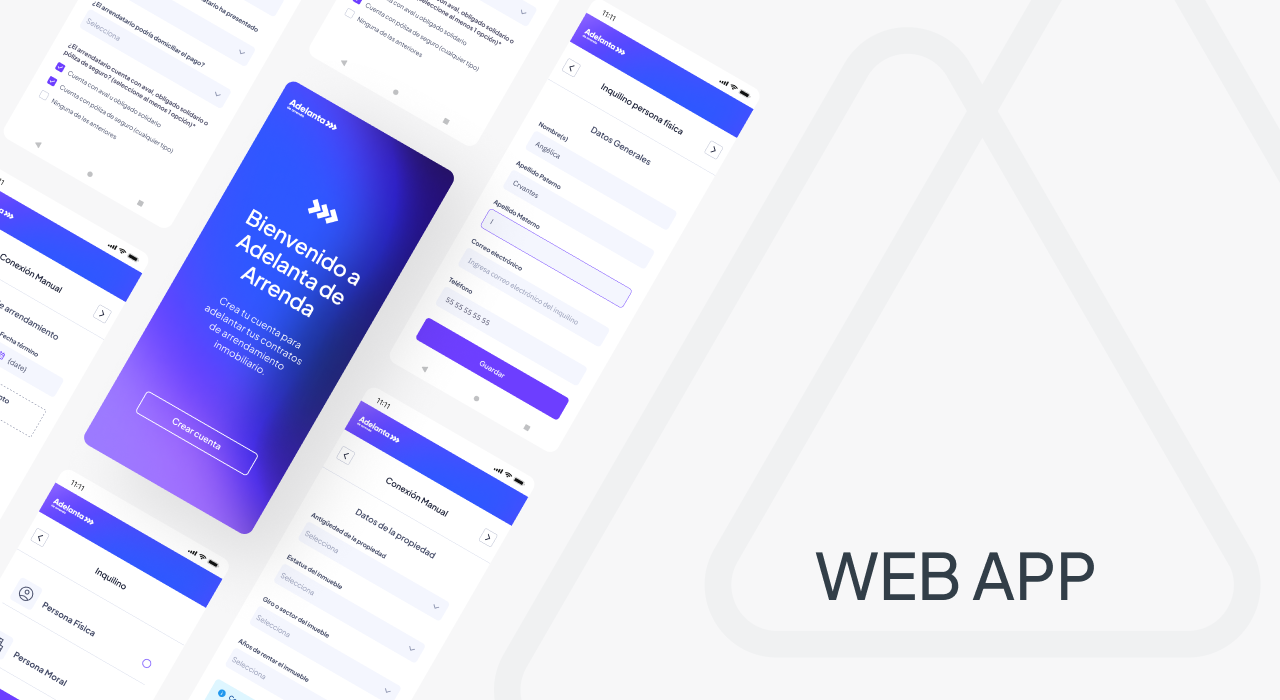 ¿El arrendatario podría domiciliar el pago?
Selecciona
¿El arrendatario cuenta con aval, obligado solidario o
póliza de seguro? (seleccione al menos 1 opción)*
Cuenta con aval u obligado solidario
Cuenta con póliza de seguro (cualquier tipo)
Ninguna de las anteriores
Cuenta con póliza de seguro (cualquier tipo)
Ninguna de las anteriores
Conexión Manual
de arrendamiento
Fecha término
(date)
Adelanta
de arrenda
Bienvenido a
Adelanta de
Arrenda
Crea tu cuenta para
adelantar tus contratos
de arrendamiento
inmobiliario.
Crear cuenta
11:11
Adelanta
Inquilino persona física
Datos Generales
Nombre(s)
Angélica
Apellido Paterno
Crvantes
Apellido Materno
Correo electrónico
Ingresa correo electrónico del inquilino
Teléfono
55 55 55 55 55
Guardar
11:11
Adelanta
Inquilino
Persona Física
Persona Moral
11:11
Adelanta
Conexión Manual
Datos de la propiedad
Antigüedad de la propiedad
Selecciona
Estatus del inmueble
Selecciona
Giro o sector del imueble
Selecciona
Años de rentar el inmueble
Selecciona
WEB APP